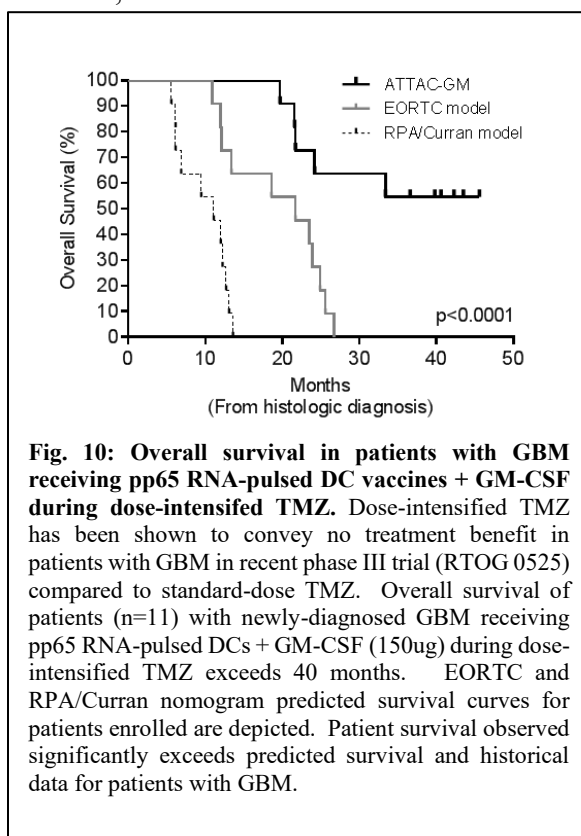 100
90
80
70
60
50
40
30
20
10
0
Overall Survival (%)
ATTAC-GM
EORTC model
RPA/Curran model
p<0.0001
0 10 20 30 40 50
Months
(From histologic diagnosis)
Fig. 10: Overall survival in patients with GBM
receiving pp65 RNA-pulsed DC vaccines + GM-CSF
during dose-intensifed TMZ. Dose-intensified TMZ
has been shown to convey no treatment benefit in
patients with GBM in recent phase III trial (RTOG 0525)
compared to standard-dose TMZ. Overall survival of
patients (n=11) with newly-diagnosed GBM receiving
pp65 RNA-pulsed DCs + GM-CSF (150ug) during dose-
intensified TMZ exceeds 40 months. EORTC and
RPA/Curran nomogram predicted survival curves for
patients enrolled are depicted. Patient survival observed
significantly exceeds predicted survival and historical
data for patients with GBM.